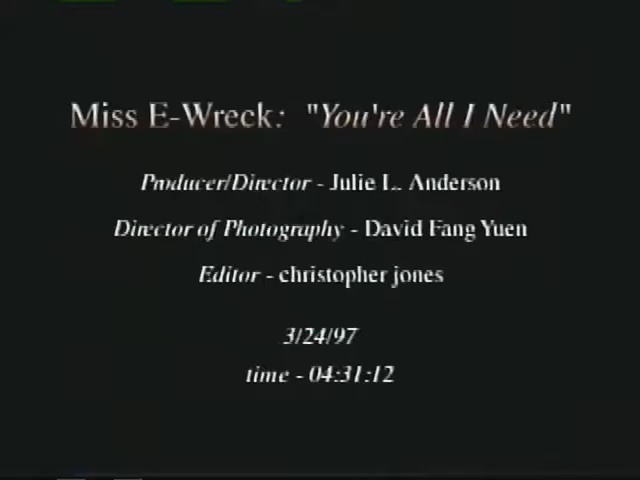 Miss E-Wreck: "You're All I Need"
Producer/Director - Julie L. Anderson
Director of Photography - David Fang Yuen
Editor - christopher jones
3/24/97
time - 04:31:12